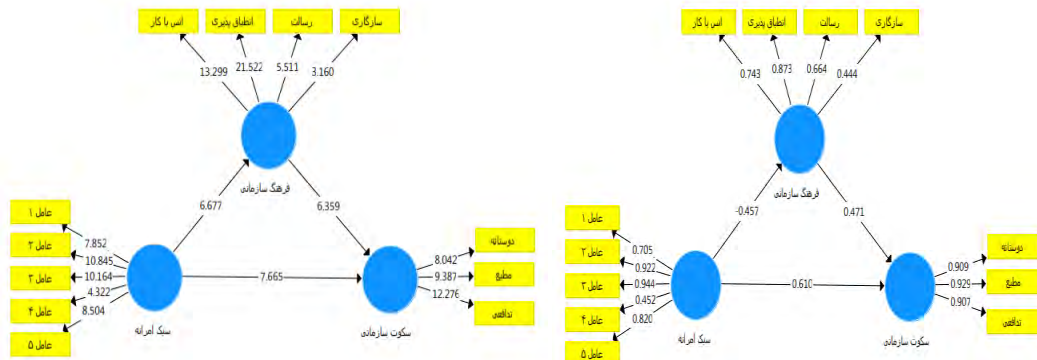 انس با کار
انطباق پذیری
رسالت
سازگاری
13.299
21.522
5.511
3.160
فرهنگ سازمانی
6.677
6.359
عامل ۱
عامل ۲
عامل ۳
عامل ۴
عامل ۵
7.852
10.845
10.164
4.322
8.504
سبک آمرانه
7.665
سکوت سازمانی
8.042
9.387
12.276
دوستانه
مطیع
تدافعی
انس با کار
انطباق پذیری
رسالت
سازگاری
0.743
0.873
0.664
0.444
فرهنگ سازمانی
-0.457
0.471
عامل ۱
عامل ۲
عامل ۳
عامل ۴
عامل ۵
0.705
0.922
0.944
0.452
0.820
سبک آمرانه
0.610
سکوت سازمانی
0.909
0.929
0.907
دوستانه
مطیع
تدافعی